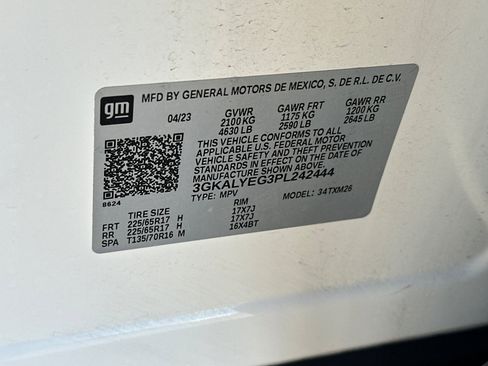 gm
MFD BY GENERAL MOTORS DE MEXICO, S. DE R.L. DE C.V.
04/23 GVWR GAWR FRT GAWR RR
2100 KG 1175 KG 1200 KG
4630 LB 2590 LB 2645 LB
THIS VEHICLE CONFORMS TO ALL
APPLICABLE U.S. FEDERAL MOTOR
VEHICLE SAFETY AND THEFT PREVENTION
STANDARDS IN EFFECT ON THE DATE OF
MANUFACTURE SHOWN ABOVE.
3GKALYEG3PL242444
TYPE: MPV MODEL: 34TXM26
8624
TIRE SIZE RIM
FRT 225/65R17 H 17X7J
RR 225/65R17 H 17X7J
SPA T135/70R16 M 16X4BT